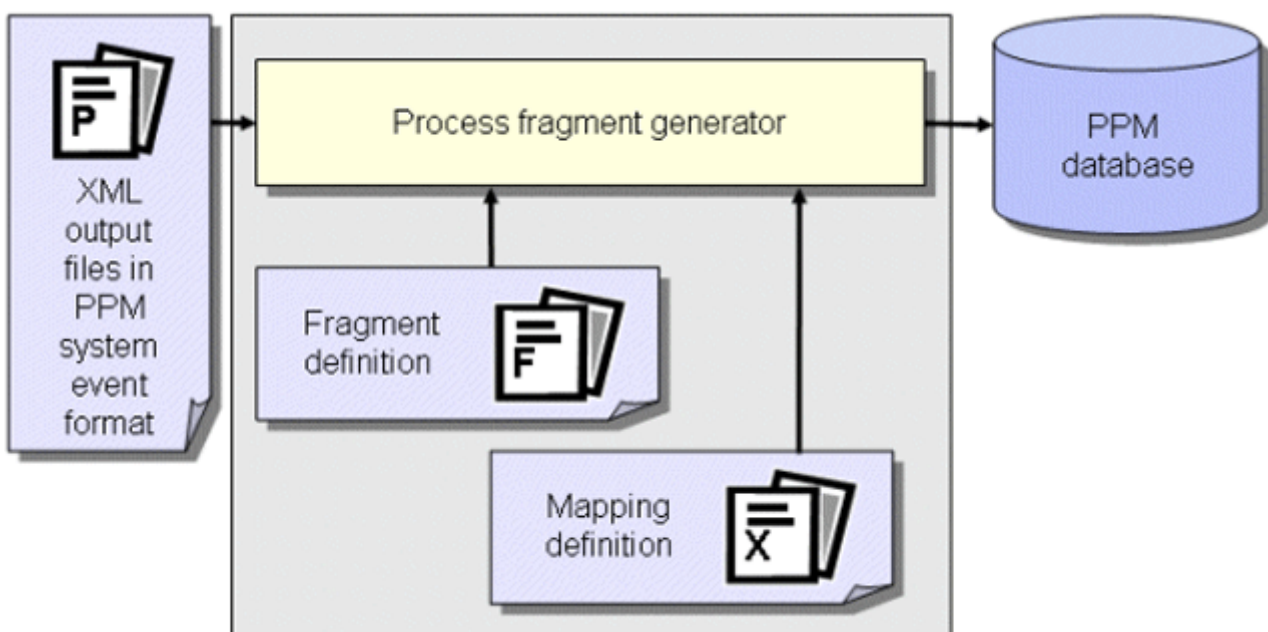 P
XML
output
files in
PPM
system
event
format
Process fragment generator
PPM
database
Fragment
definition
F
Mapping
definition
X